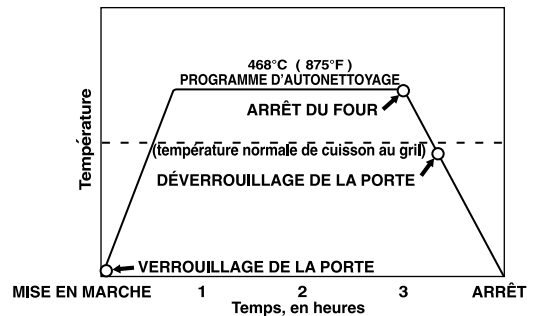 468°C ( 875°F )
PROGRAMME D'AUTONETTOYAGE
ARRÊT DU FOUR
(température normale de cuisson au gril)
DÉVERROUILLAGE DE LA PORTE
VERROUILLAGE DE LA PORTE
Température
MISE EN MARCHE 1 2 3 ARRÊT
Temps, en heures